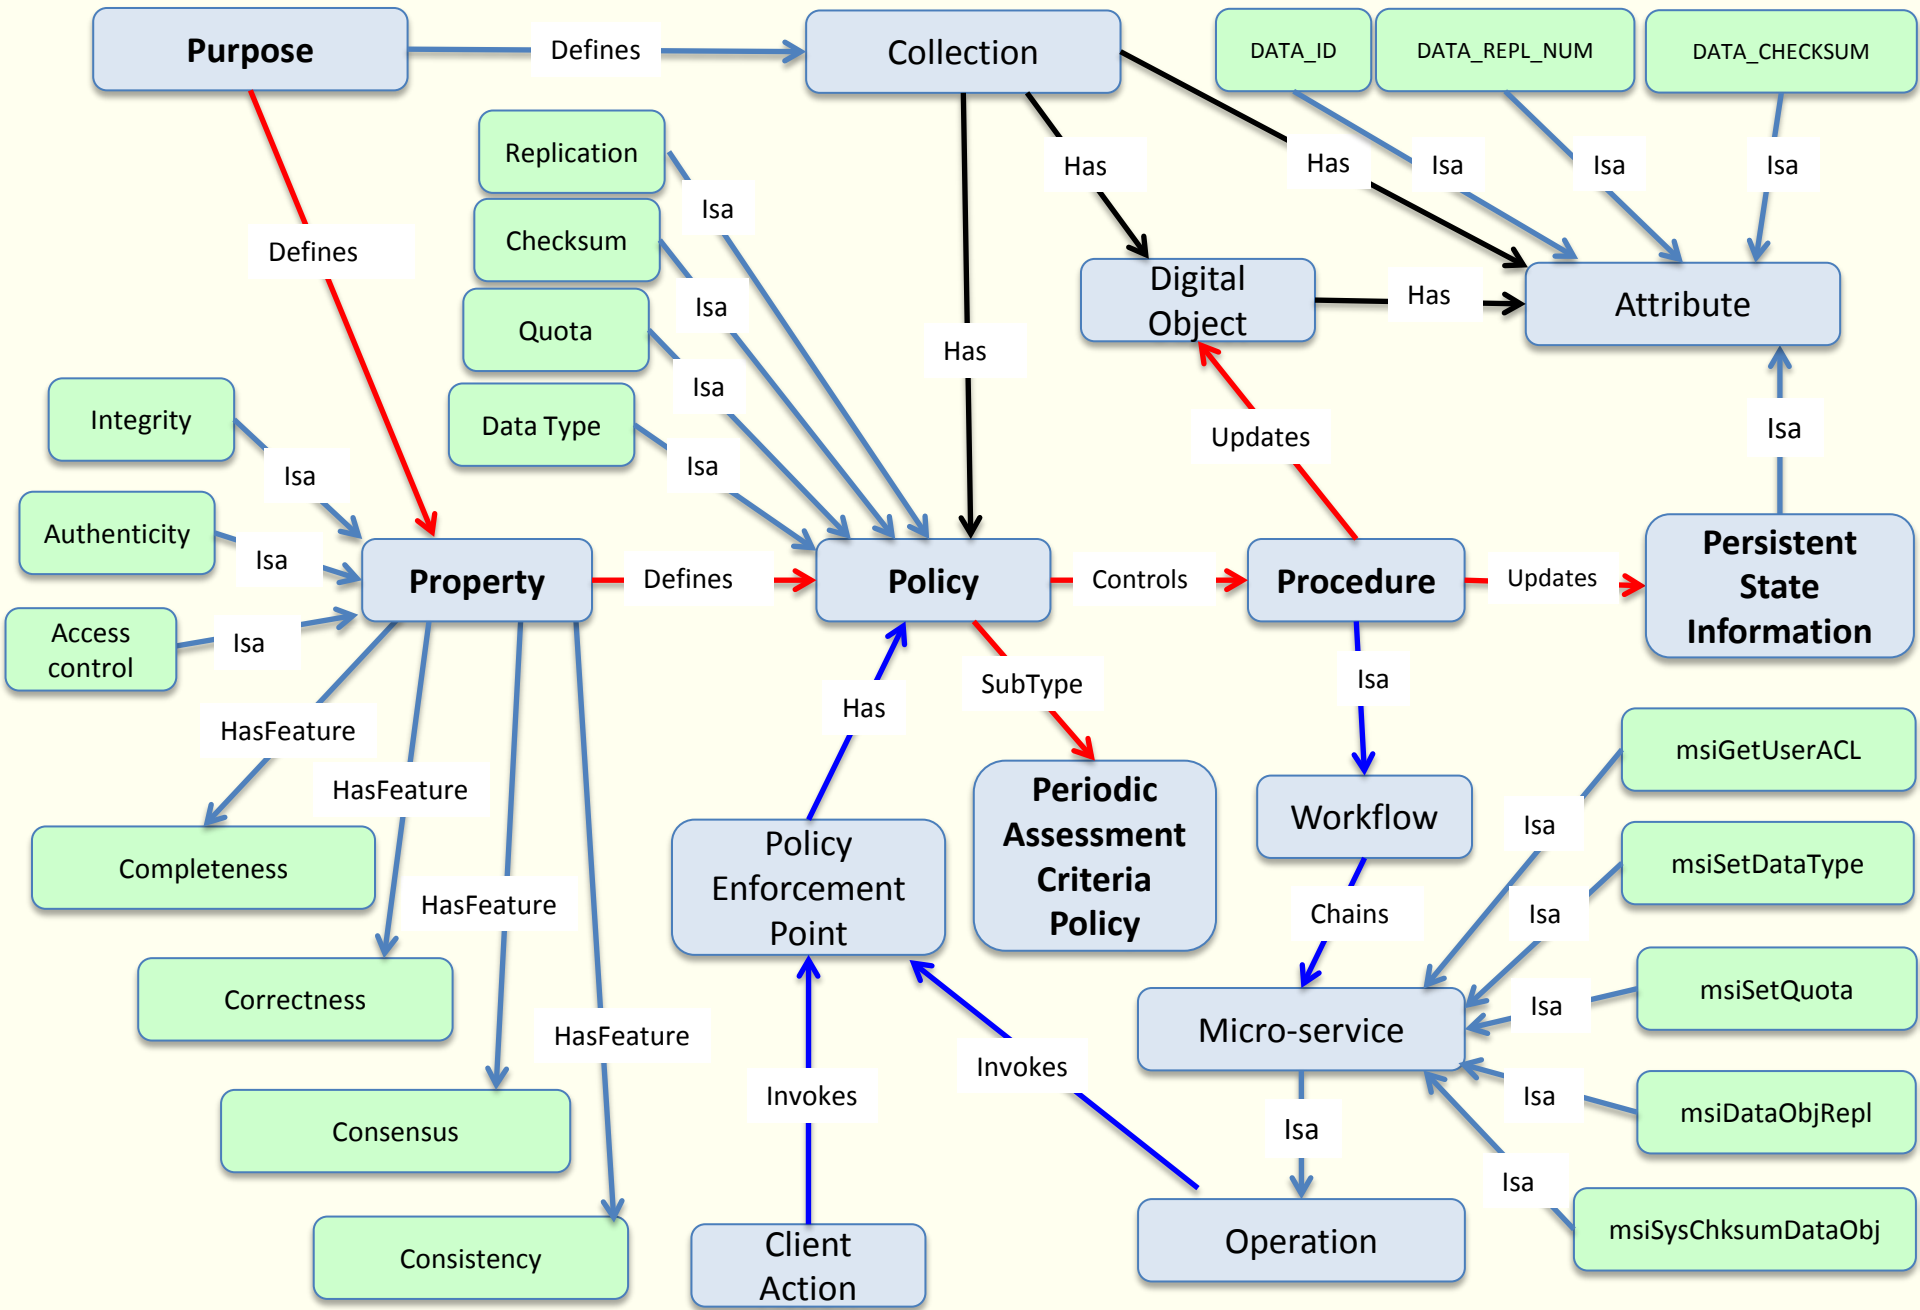 Purpose
Defines
Collection
DATA_ID
DATA_REPL_NUM
DATA_CHECKSUM
Replication
Has
Has
Isa
Isa
Isa
Isa
Checksum
Defines
Isa
Quota
Digital
Object
Has
Attribute
Has
Isa
Data Type
Isa
Integrity
Isa
Updates
Isa
Authenticity
Isa
Property
Defines
Policy
Controls
Procedure
Updates
Persistent
State
Information
Access
control
Isa
HasFeature
Has
SubType
Isa
msiGetUserACL
HasFeature
Completeness
Policy
Enforcement
Point
Periodic
Assessment
Criteria
Policy
Workflow
Isa
msiSetDataType
HasFeature
Chains
Isa
Correctness
msiSetQuota
Isa
HasFeature
Micro-service
Invokes
Invokes
Isa
msiDataObjRepl
Consensus
Isa
Isa
msiSysChksumDataObj
Consistency
Client
Action
Operation